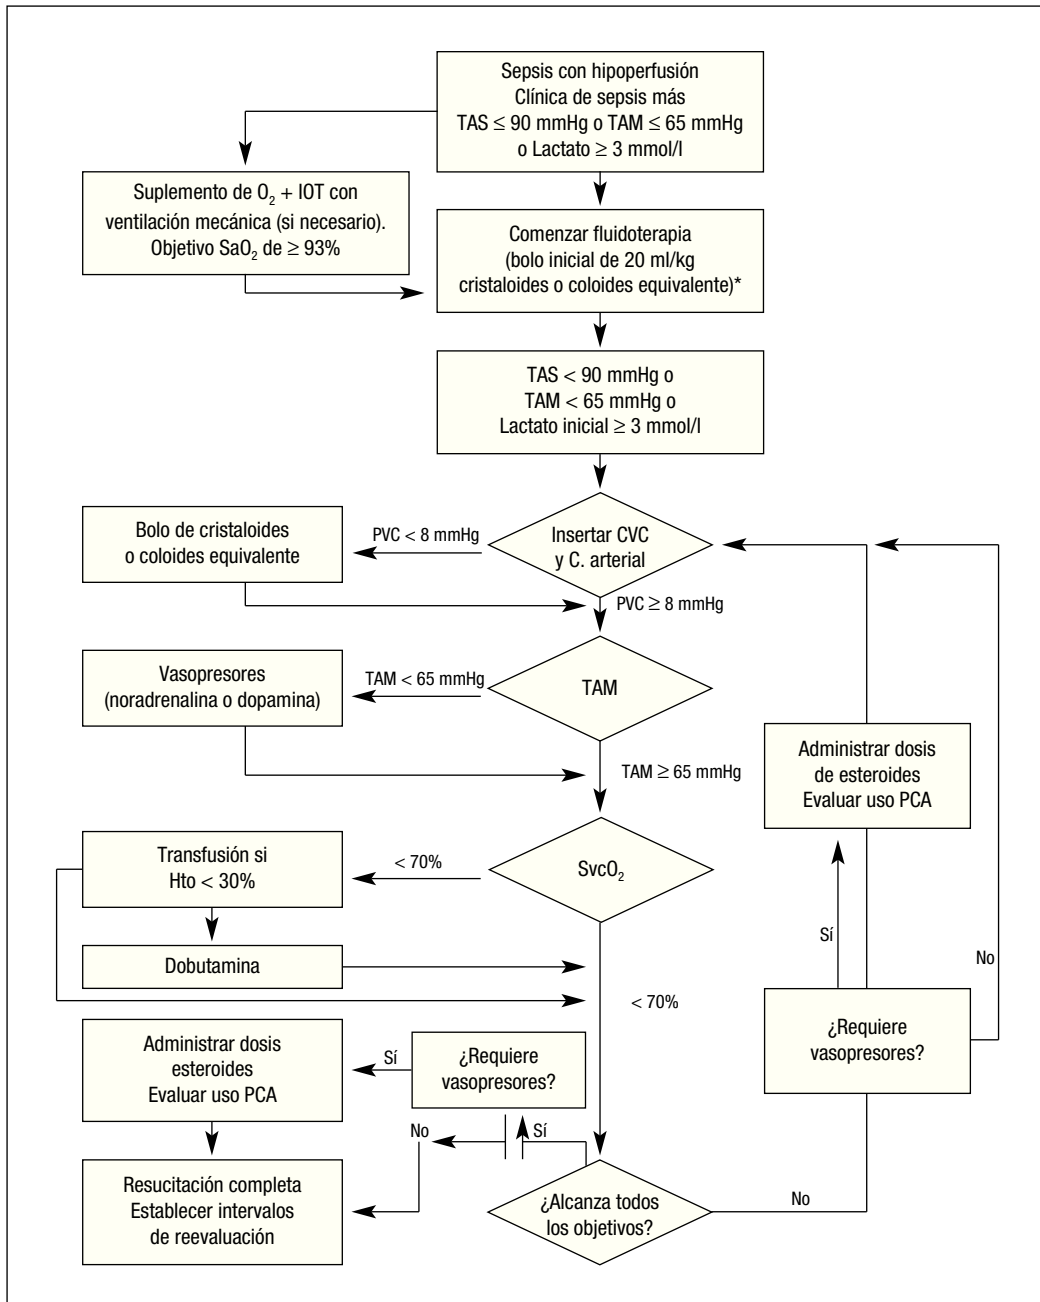 Sepsis con hipoperfusión
Clínica de sepsis más
TAS ≤ 90 mmHg o TAM ≤ 65 mmHg
o Lactato ≥ 3 mmol/l
Suplemento de O₂ + IOT con
ventilación mecánica (si necesario).
Objetivo SaO₂ de ≥ 93%
Comenzar fluidoterapia
(bolo inicial de 20 ml/kg
cristaloides o coloides equivalente)*
TAS < 90 mmHg o
TAM < 65 mmHg o
Lactato inicial ≥ 3 mmol/l
Bolo de cristaloides
o coloides equivalente
PVC < 8 mmHg
Insertar CVC
y C. arterial
PVC ≥ 8 mmHg
Vasopresores
(noradrenalina o dopamina)
TAM < 65 mmHg
TAM
TAM ≥ 65 mmHg
Administrar dosis
de esteroides
Evaluar uso PCA
Transfusión si
Hto < 30%
< 70%
SvcO₂
Dobutamina
< 70%
Sí
No
¿Requiere
vasopresores?
Administrar dosis
esteroides
Evaluar uso PCA
Sí
¿Requiere
vasopresores?
No
Sí
Resucitación completa
Establecer intervalos
de reevaluación
¿Alcanza todos
los objetivos?
No